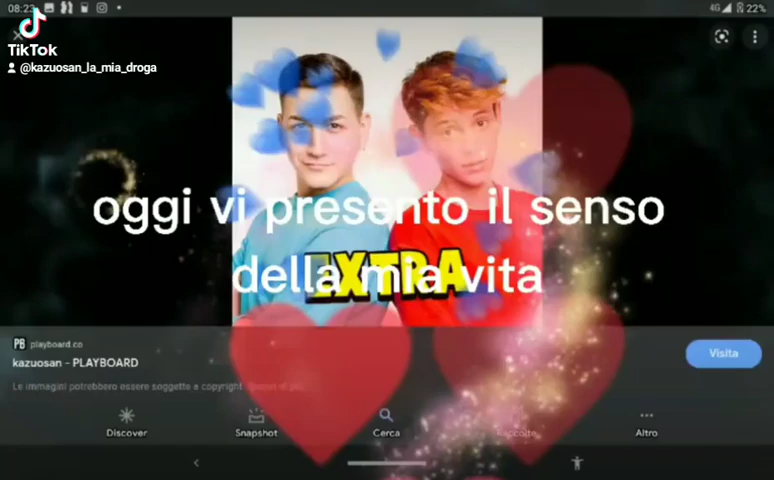 08:23
4G 22%
TikTok
@kazuosan_la_mia_droga
oggi vi presento il senso
della mia vita
EXTRA
PB playboard.co
kazuosan - PLAYBOARD
Visita
Le immagini potrebbero essere soggette a copyright.
Discover
Snapshot
Cerca
Raccolte
Altro